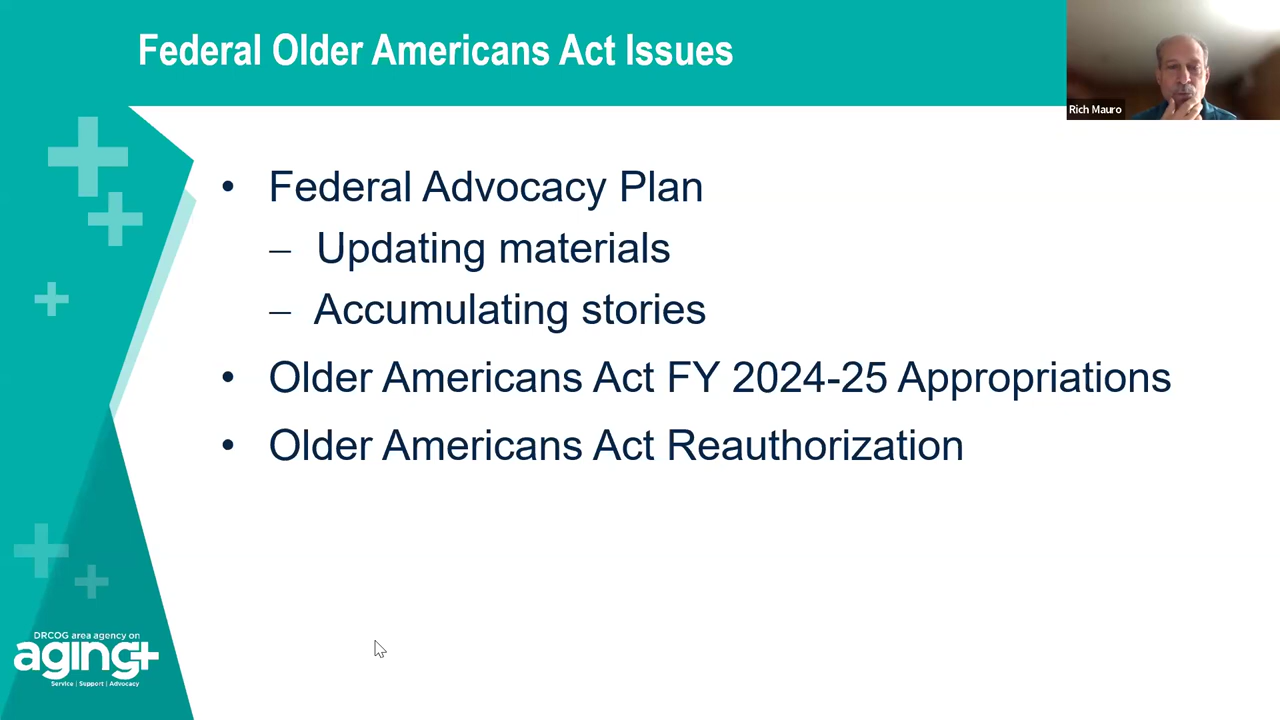 Federal Older Americans Act Issues
Rich Mauro
• Federal Advocacy Plan
– Updating materials
– Accumulating stories
• Older Americans Act FY 2024-25 Appropriations
• Older Americans Act Reauthorization
DRCOG area agency on
aging+
Service | Support | Advocacy